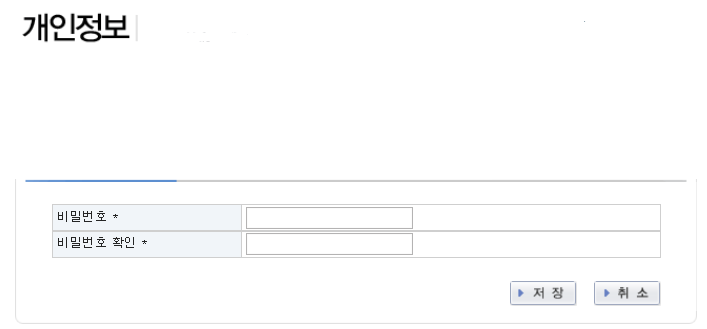 개인정보
비밀번호 *
비밀번호 확인 *
저 장
취 소